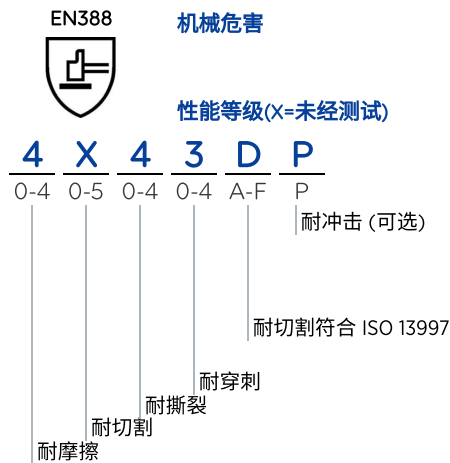 EN388
机械危害
性能等级(X=未经测试)
4 X 4 3 D P
0-4 0-5 0-4 0-4 A-F P
耐冲击 (可选)
耐切割符合 ISO 13997
耐穿刺
耐撕裂
耐切割
耐摩擦